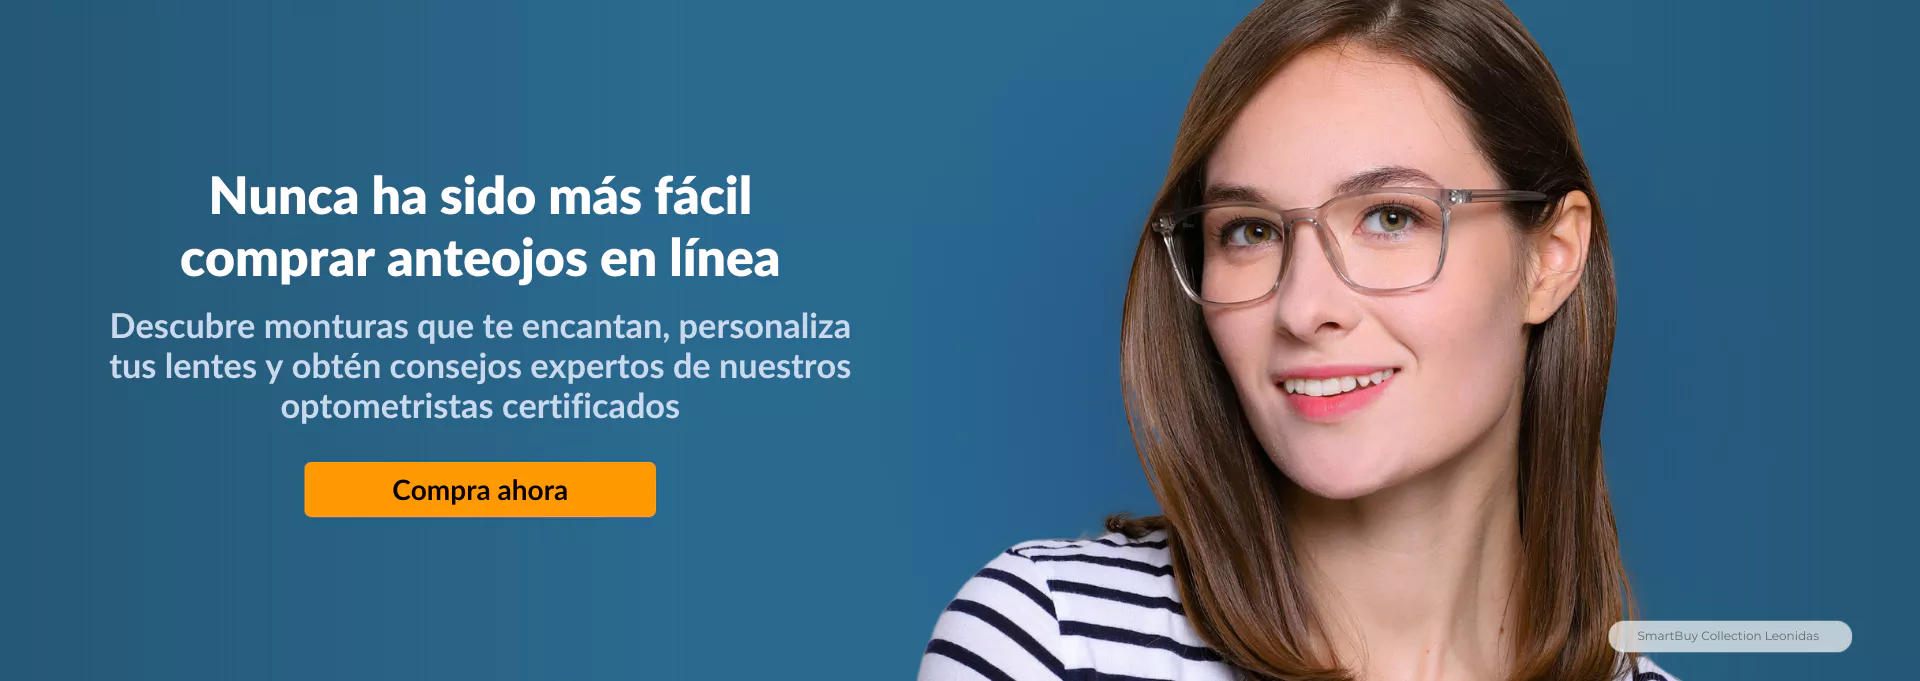 Nunca ha sido más fácil
comprar anteojos en línea
Descubre monturas que te encantan, personaliza
tus lentes y obtén consejos expertos de nuestros
optometristas certificados
Compra ahora
SmartBuy Collection Leonidas